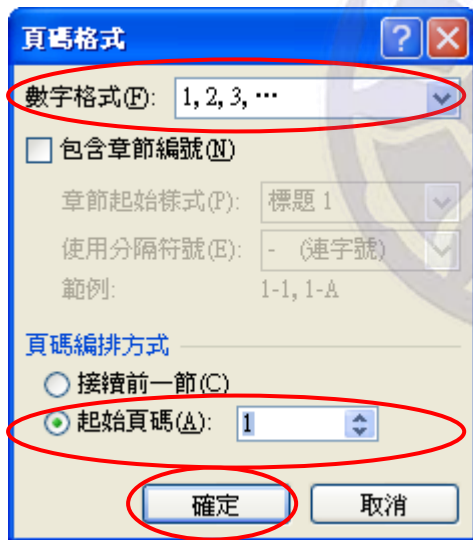 頁碼格式
數字格式(F): 1, 2, 3, …
包含章節編號(N)
章節起始樣式(P): 標題 1
使用分隔符號(E): - (連字號)
範例: 1-1, 1-A
頁碼編排方式
接續前一節(C)
起始頁碼(A): 1
確定 取消